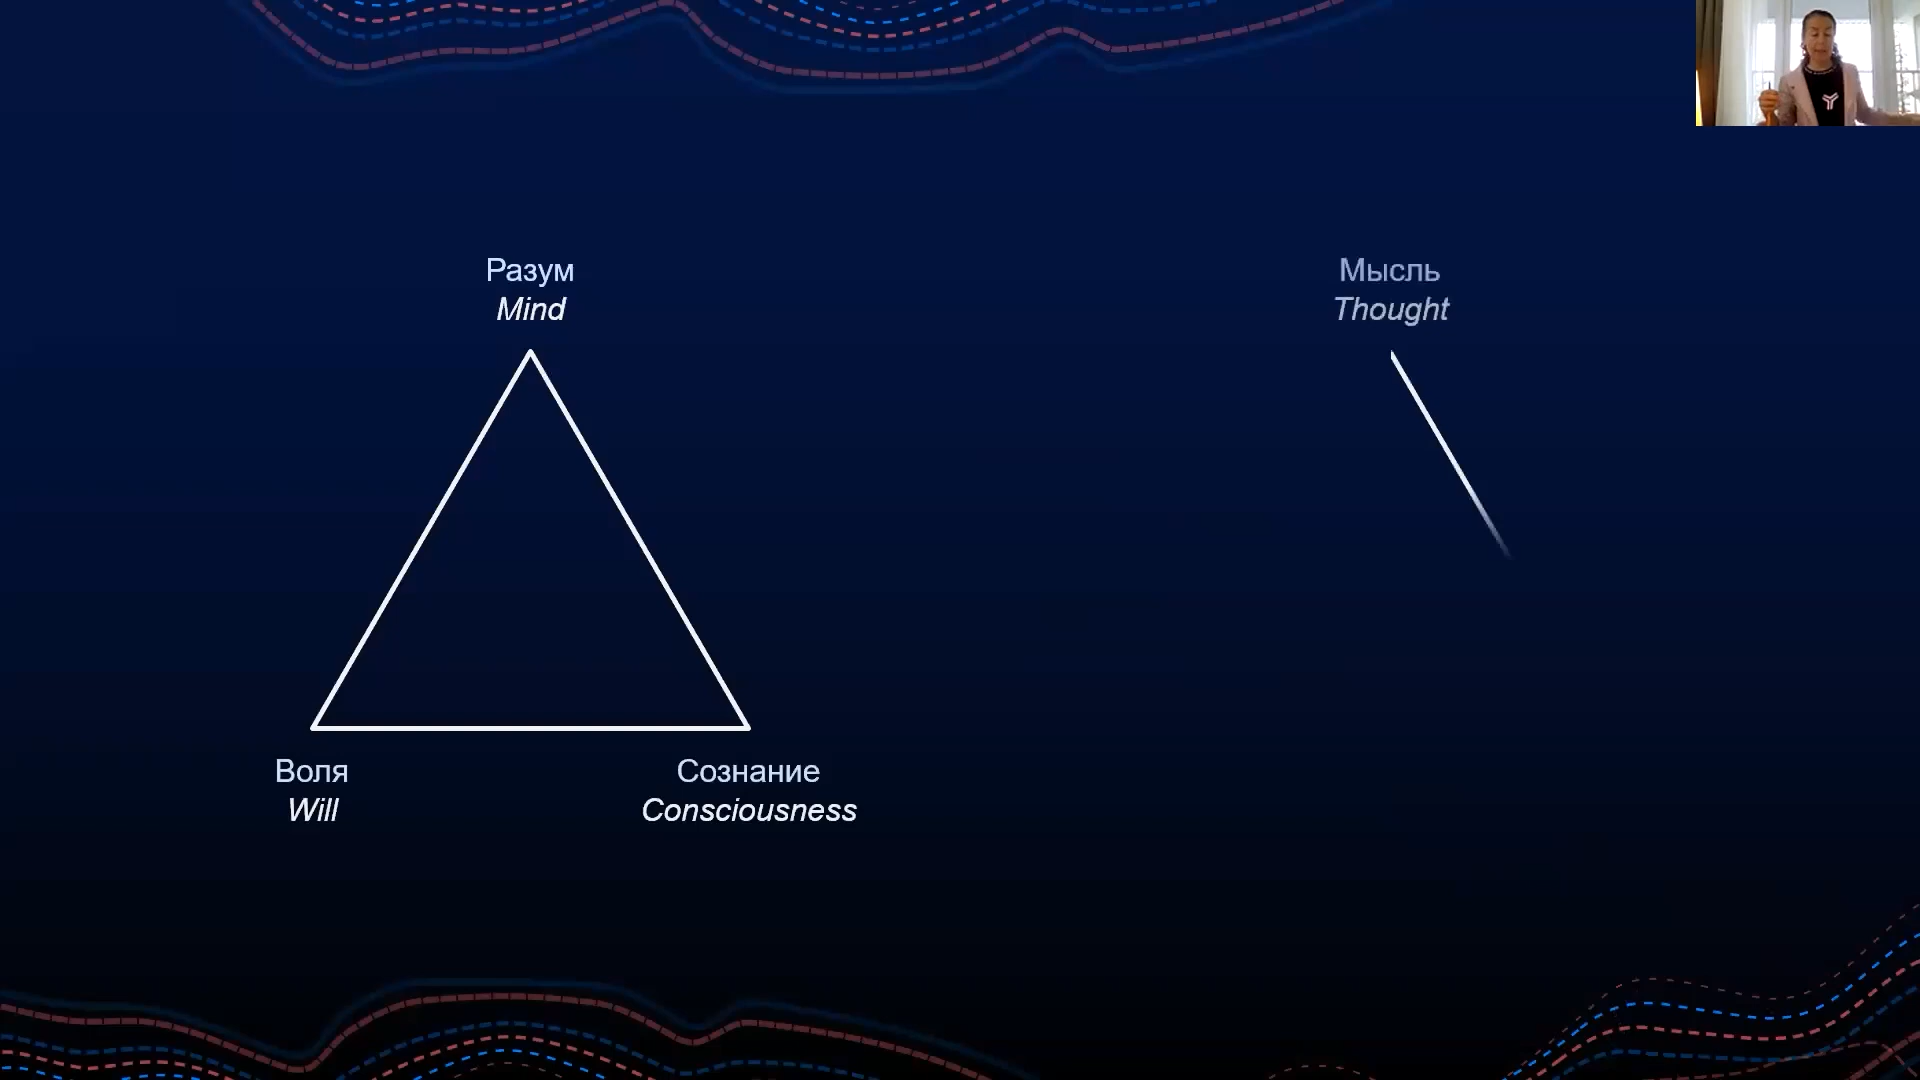 Разум
Mind
Мысль
Thought
Воля
Will
Сознание
Consciousness